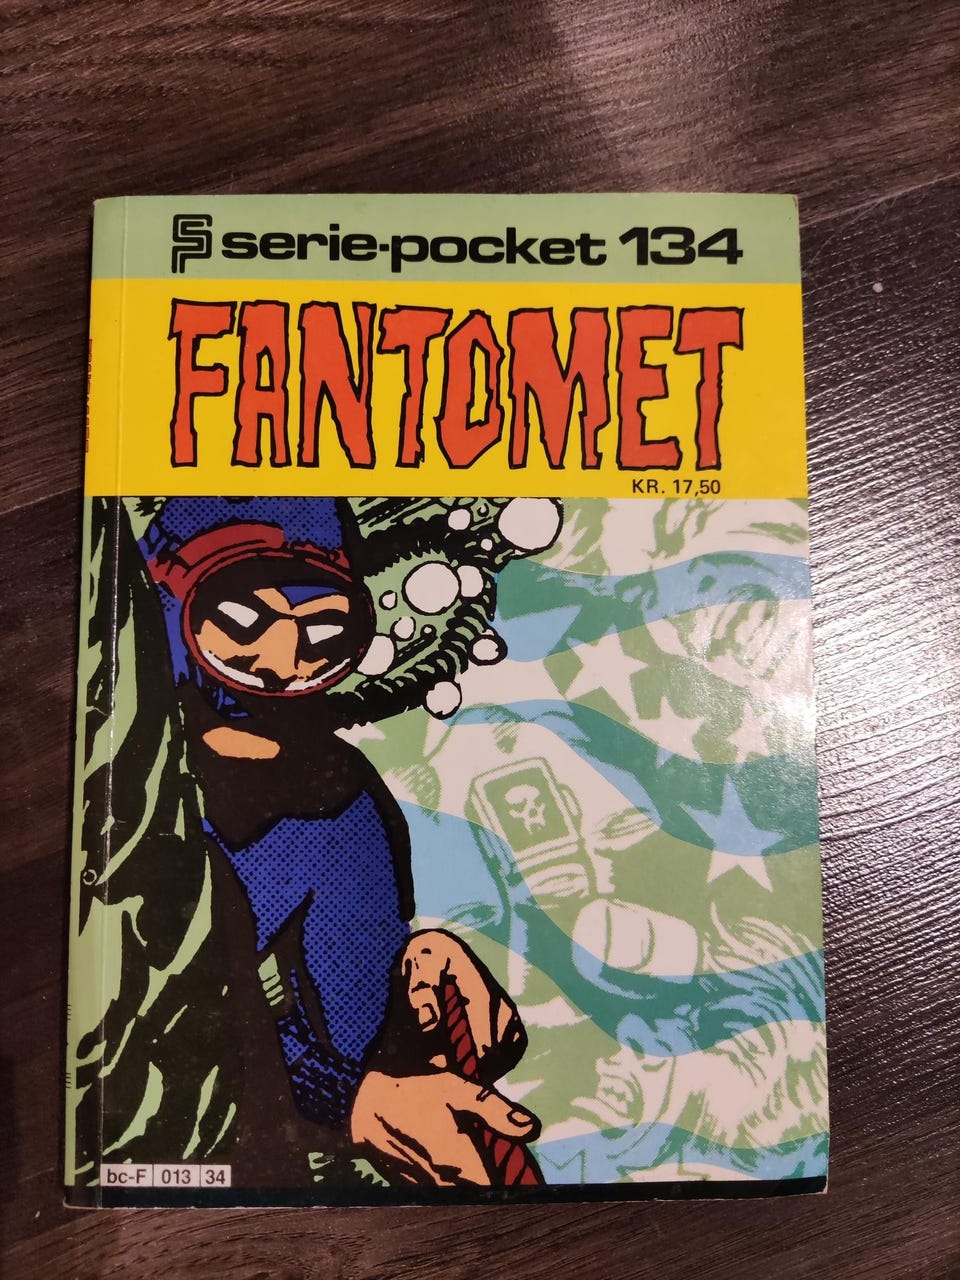 serie-pocket 134
FANTOMET
KR. 17,50
bc-F 013 34